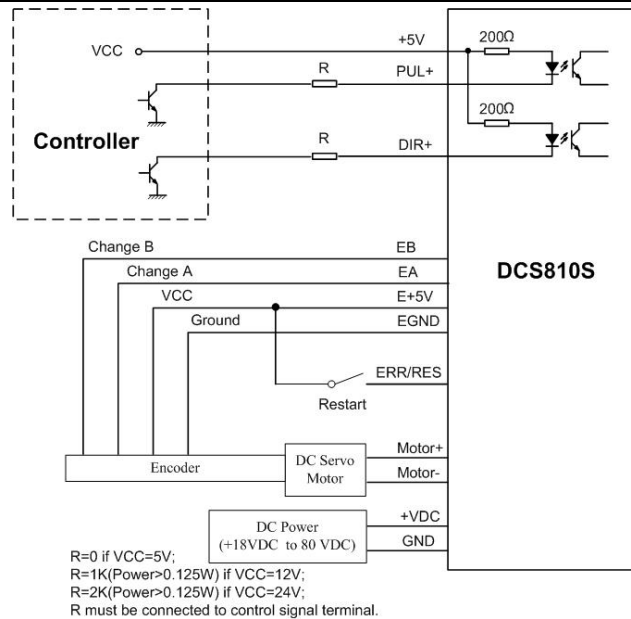 VCC
+5V
200Ω
R
PUL+
200Ω
Controller
R
DIR+
Change B
EB
DCS810S
Change A
EA
VCC
E+5V
Ground
EGND
ERR/RES
Restart
Encoder
DC Servo
Motor
Motor+
Motor-
DC Power
(+18VDC to 80 VDC)
+VDC
GND
R=0 if VCC=5V;
R=1K(Power>0.125W) if VCC=12V;
R=2K(Power>0.125W) if VCC=24V;
R must be connected to control signal terminal.